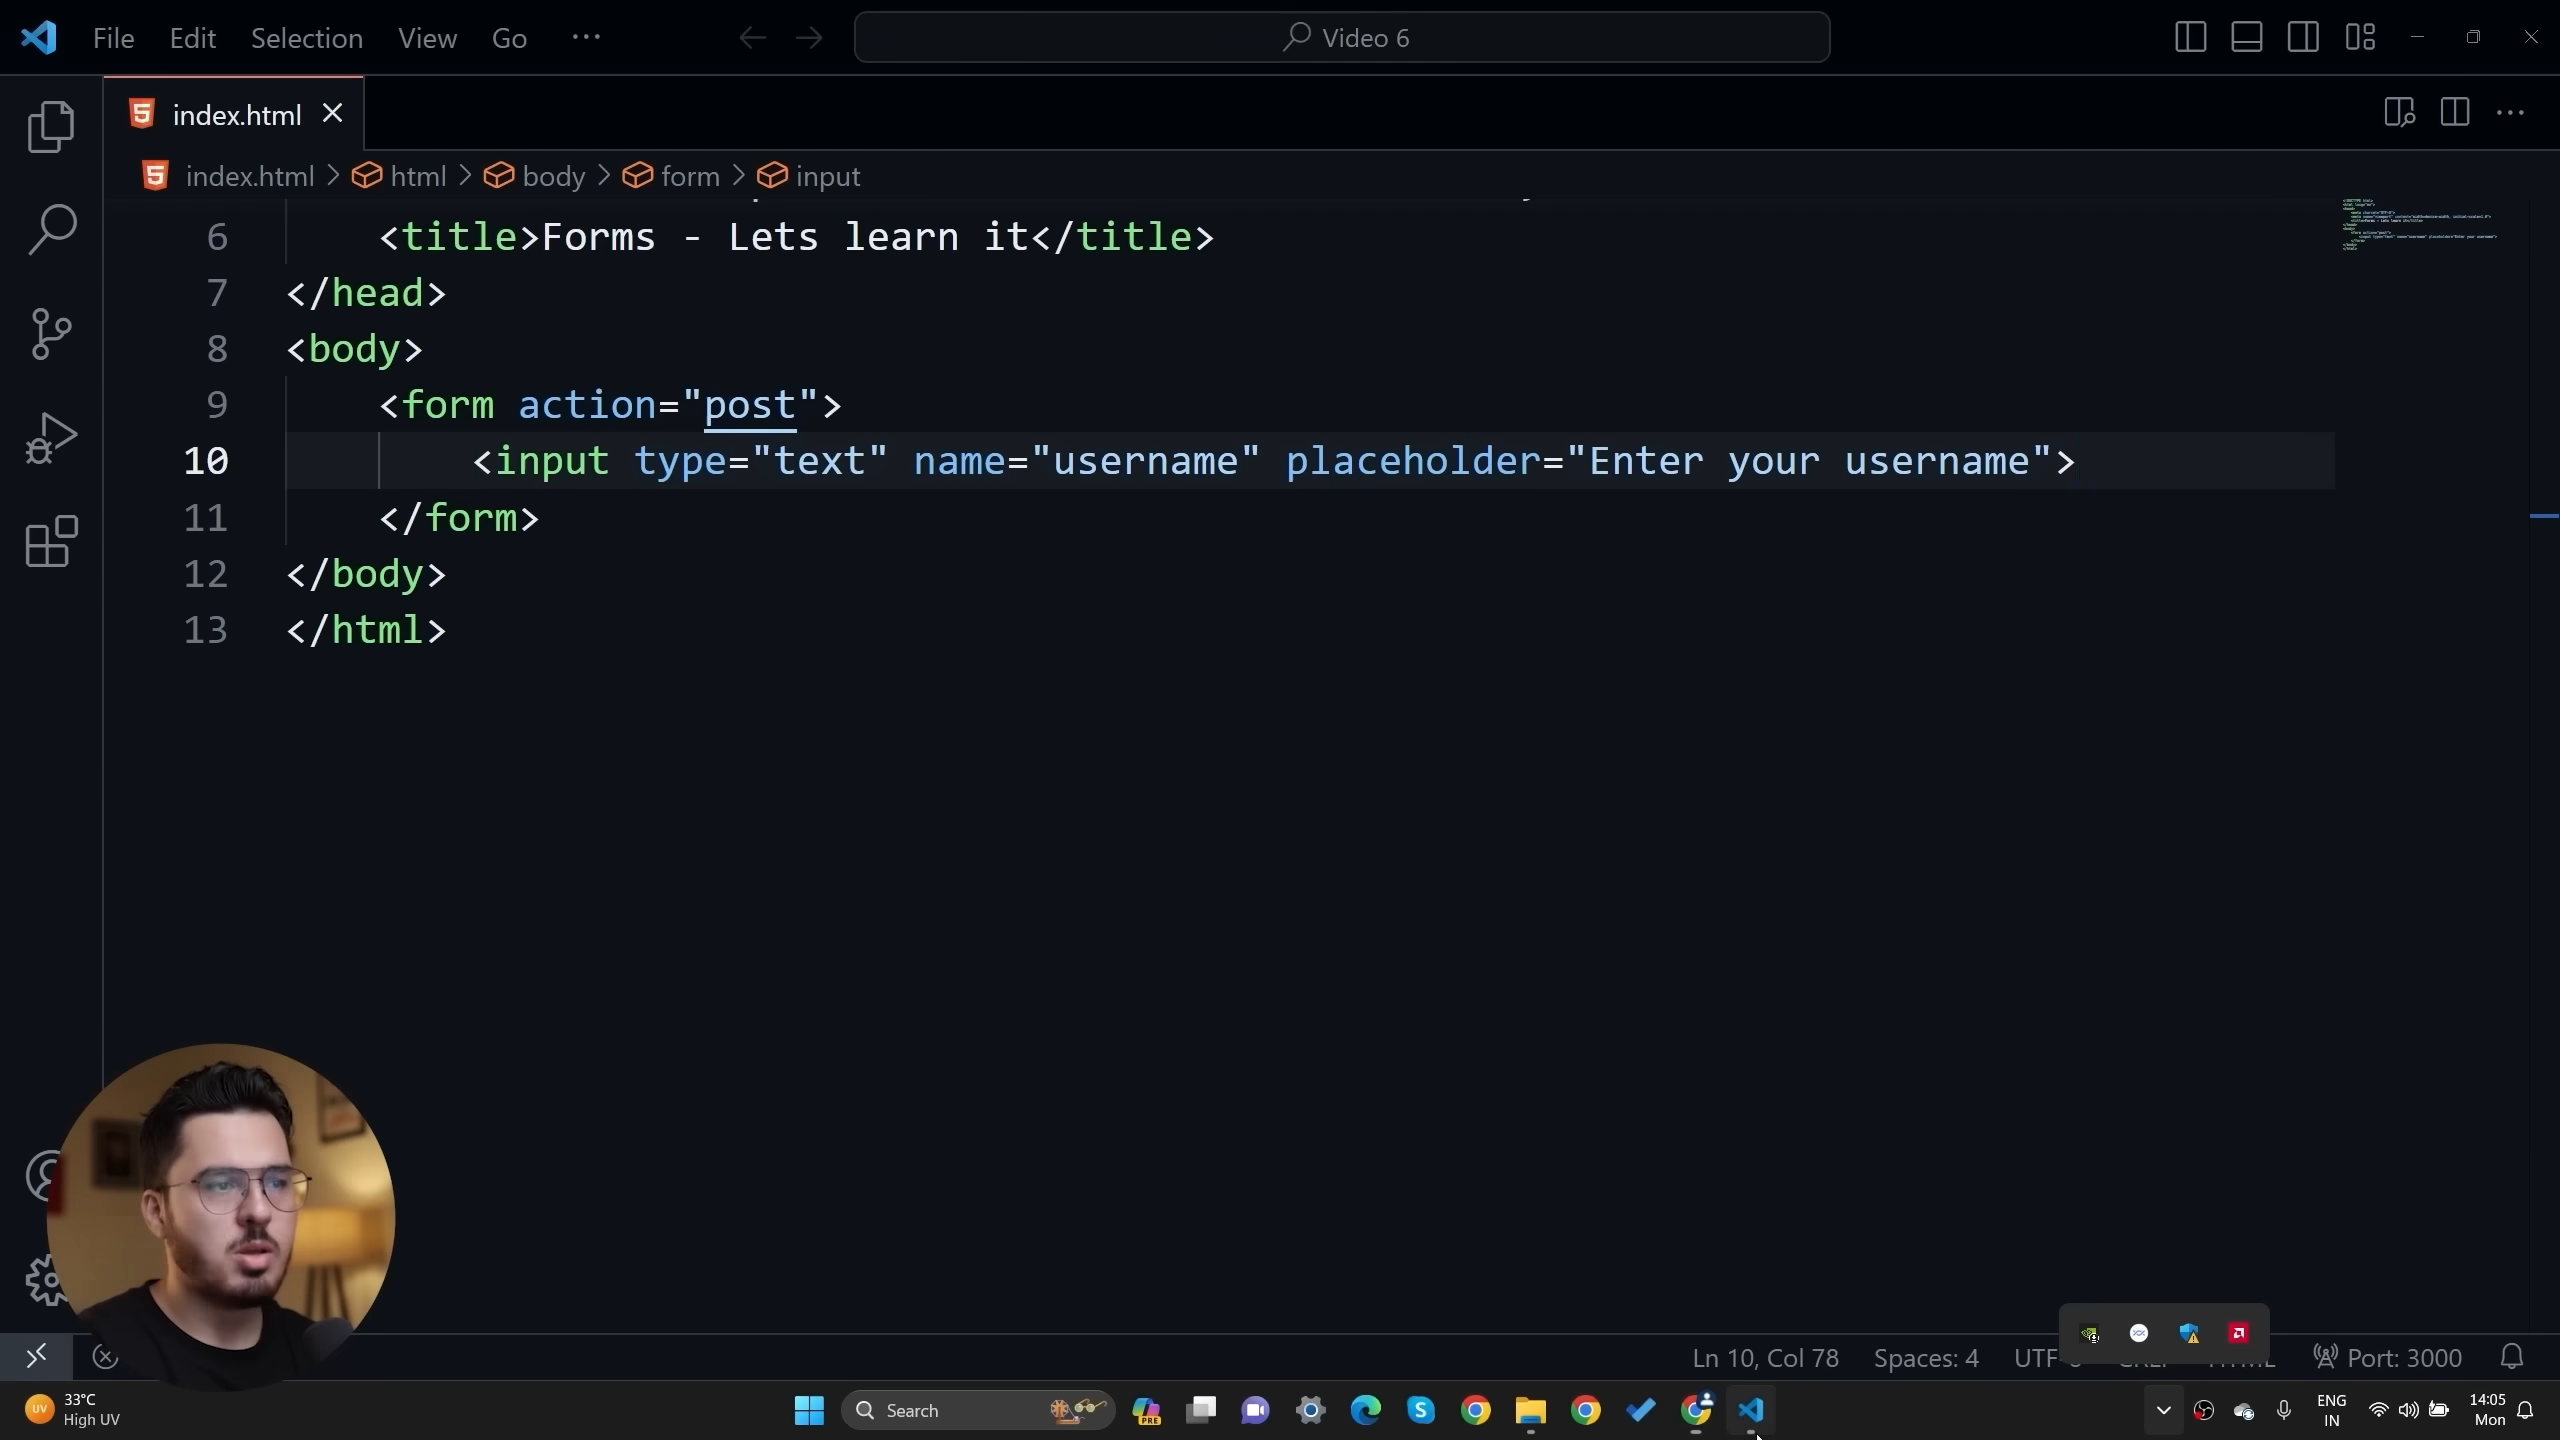 File Edit Selection View Go ···
Video 6
index.html
index.html > html > body > form > input
6 <title>Forms - Lets learn it</title>
7 </head>
8 <body>
9 <form action="post">
10 <input type="text" name="username" placeholder="Enter your username">
11 </form>
12 </body>
13 </html>
Ln 10, Col 78 Spaces: 4 Port: 3000
33°C
High UV
UV
Search
PRE
ENG
IN
14:05
Mon